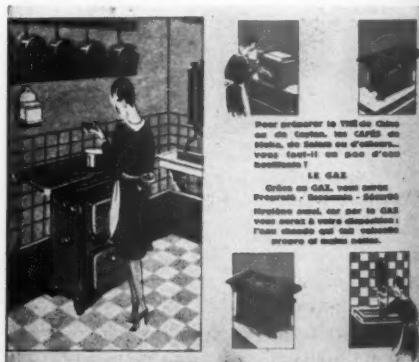 Pour préparer le THÉ de Chine
ou de Ceylan, les CAFÉS de
Moka, de Salem ou d'ailleurs...
vous faut-il un peu d'eau
bouillante ?
LE GAZ
Grâce au GAZ, vous aurez
Propreté - Economie - Sécurité
Hygiène aussi, car par le GAZ
vous aurez à votre disposition :
l'eau chaude qui fait vaisselle
propre et mains nettes.